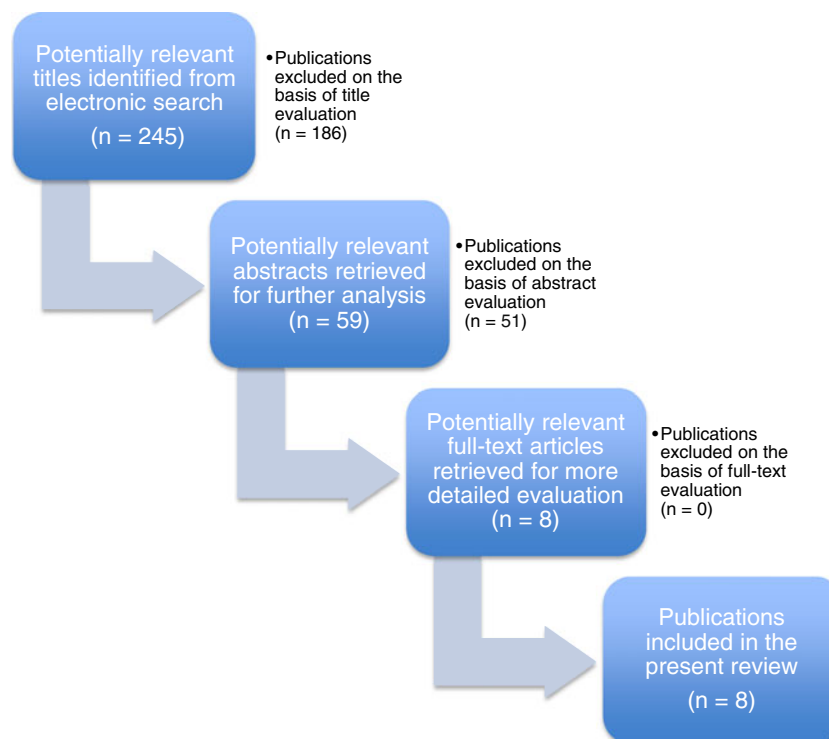 Potentially relevant
titles identified from
electronic search
(n = 245)
•Publications
excluded on the
basis of title
evaluation
(n = 186)
Potentially relevant
abstracts retrieved
for further analysis
(n = 59)
•Publications
excluded on the
basis of abstract
evaluation
(n = 51)
Potentially relevant
full-text articles
retrieved for more
detailed evaluation
(n = 8)
•Publications
excluded on the
basis of full-text
evaluation
(n = 0)
Publications
included in the
present review
(n = 8)